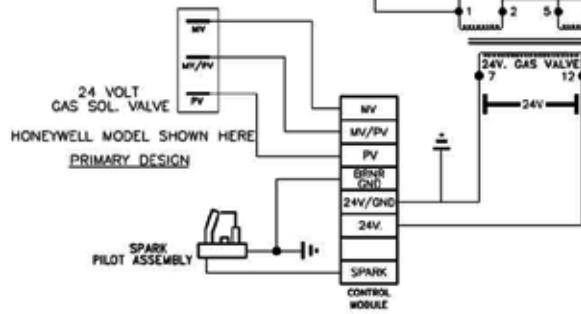 MV
MV/PV
PV
24 VOLT
GAS SOL. VALVE
HONEYWELL MODEL SHOWN HERE
PRIMARY DESIGN
SPARK
PILOT ASSEMBLY
MV
MV/PV
PV
BRNR
GND
24V/GND
24V.
SPARK
CONTROL
MODULE
1
2
5
24V. GAS VALVE
7
12
24V